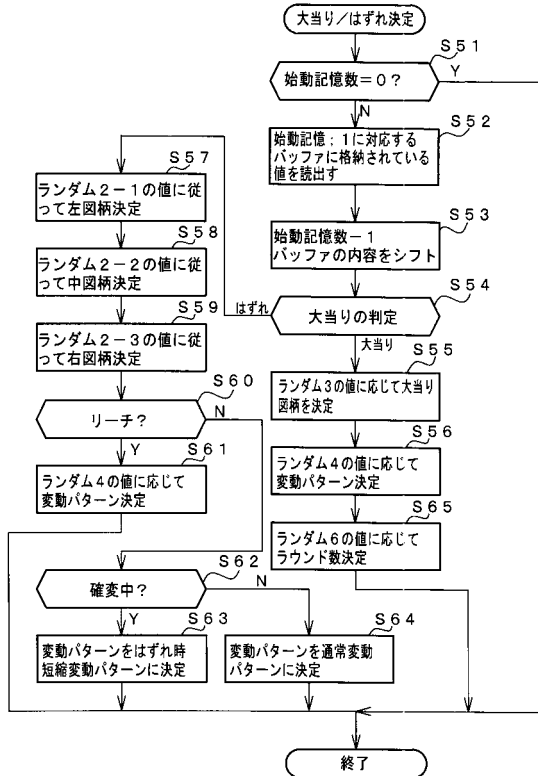 大当り／はずれ決定
S51
始動記憶数＝0？
Y
N
S52
始動記憶：1に対応する
バッファに格納されている
値を読出す
S53
始動記憶数－1
バッファの内容をシフト
S54
大当りの判定
はずれ
大当り
S55
ランダム3の値に応じて大当り
図柄を決定
S56
ランダム4の値に応じて
変動パターン決定
S65
ランダム6の値に応じて
ラウンド数決定
S57
ランダム2－1の値に従
って左図柄決定
S58
ランダム2－2の値に従
って中図柄決定
S59
ランダム2－3の値に従
って右図柄決定
S60
リーチ？
N
Y
S61
ランダム4の値に応じて
変動パターン決定
S62
確変中？
N
Y
S63
変動パターンをはずれ時
短縮変動パターンに決定
S64
変動パターンを通常変動
パターンに決定
終了